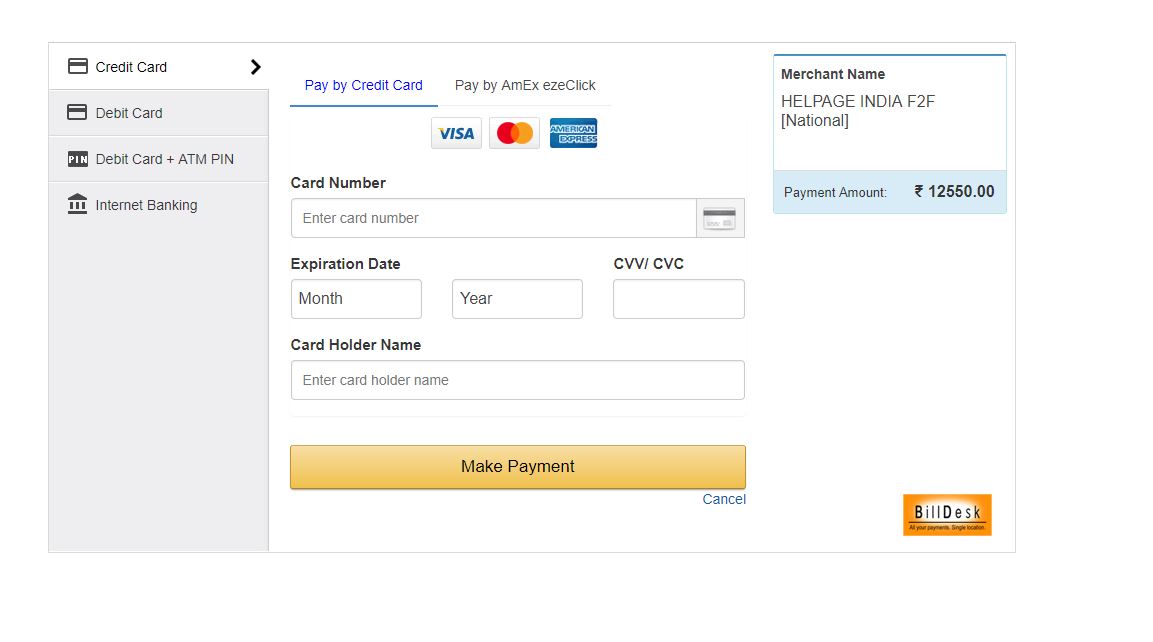 Credit Card
Debit Card
PIN Debit Card + ATM PIN
Internet Banking
Pay by Credit Card
Pay by AmEx ezeClick
VISA
AMERICAN
EXPRESS
Card Number
Enter card number
Expiration Date
CVV/ CVC
Month
Year
Card Holder Name
Enter card holder name
Make Payment
Cancel
Merchant Name
HELPAGE INDIA F2F
[National]
Payment Amount: ₹ 12550.00
BillDesk
All your payments. Single location.